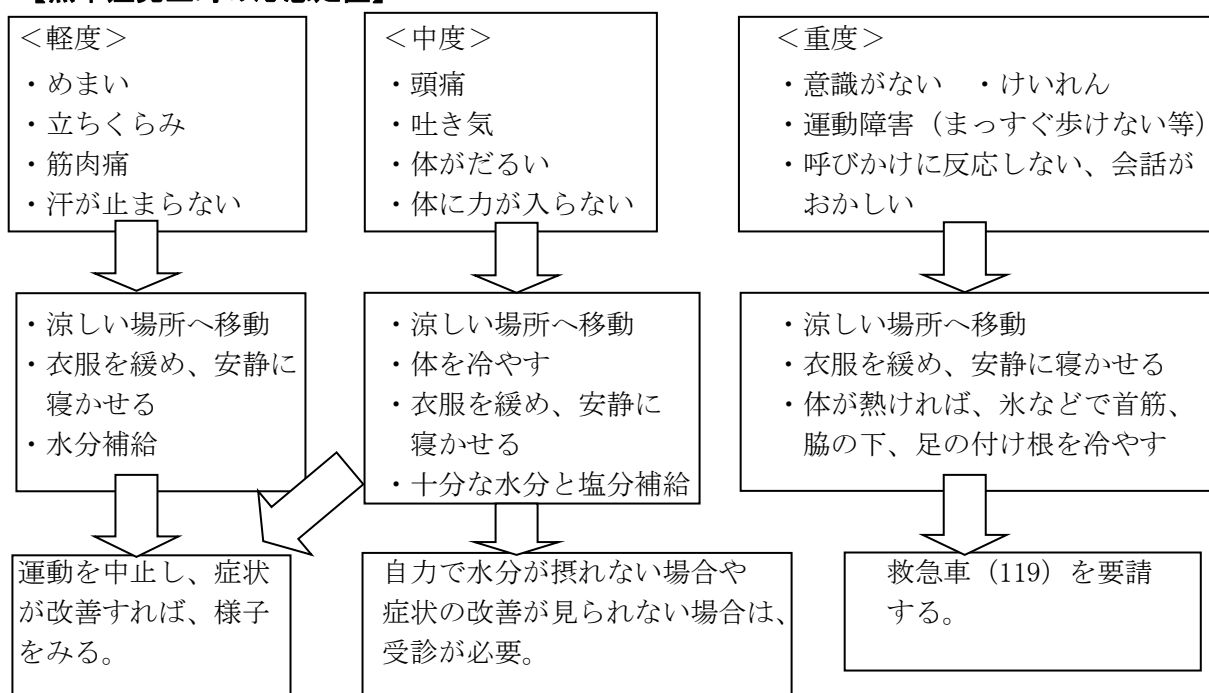 ＜軽度＞
・めまい
・立ちくらみ
・筋肉痛
・汗が止まらない
＜中度＞
・頭痛
・吐き気
・体がだるい
・体に力が入らない
＜重度＞
・意識がない　・けいれん
・運動障害（まっすぐ歩けない等）
・呼びかけに反応しない、会話が
おかしい
・涼しい場所へ移動
・衣服を緩め、安静に
寝かせる
・水分補給
・涼しい場所へ移動
・体を冷やす
・衣服を緩め、安静に
寝かせる
・十分な水分と塩分補給
・涼しい場所へ移動
・衣服を緩め、安静に寝かせる
・体が熱ければ、氷などで首筋、
脇の下、足の付け根を冷やす
運動を中止し、症状
が改善すれば、様子
をみる。
自力で水分が摂れない場合や
症状の改善が見られない場合は、
受診が必要。
救急車（119）を要請
する。